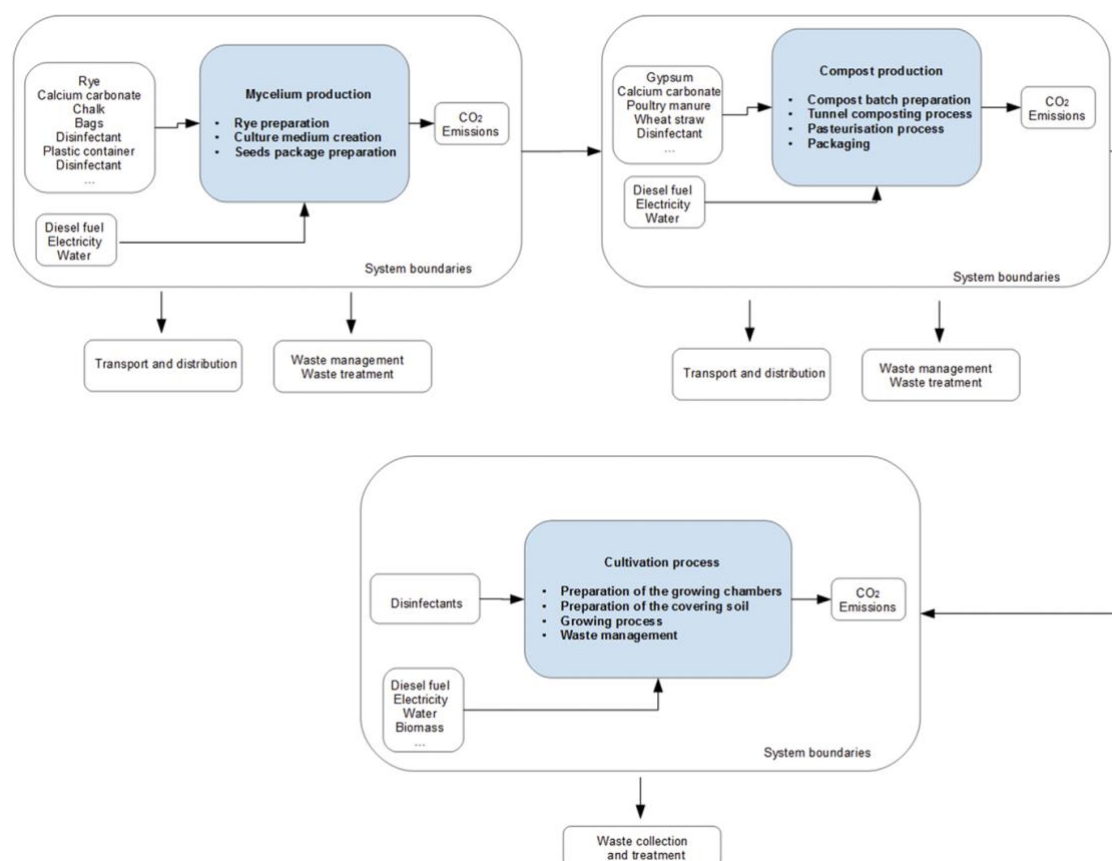 Rye
Calcium carbonate
Chalk
Bags
Disinfectant
Plastic container
Disinfectant
...
Mycelium production
• Rye preparation
• Culture medium creation
• Seeds package preparation
CO₂
Emissions
Diesel fuel
Electricity
Water
System boundaries
Transport and distribution
Waste management
Waste treatment
Gypsum
Calcium carbonate
Poultry manure
Wheat straw
Disinfectant
...
Compost production
• Compost batch preparation
• Tunnel composting process
• Pasteurisation process
• Packaging
CO₂
Emissions
Diesel fuel
Electricity
Water
System boundaries
Transport and distribution
Waste management
Waste treatment
Disinfectants
Cultivation process
• Preparation of the growing chambers
• Preparation of the covering soil
• Growing process
• Waste management
CO₂
Emissions
Diesel fuel
Electricity
Water
Biomass
...
System boundaries
Waste collection
and treatment